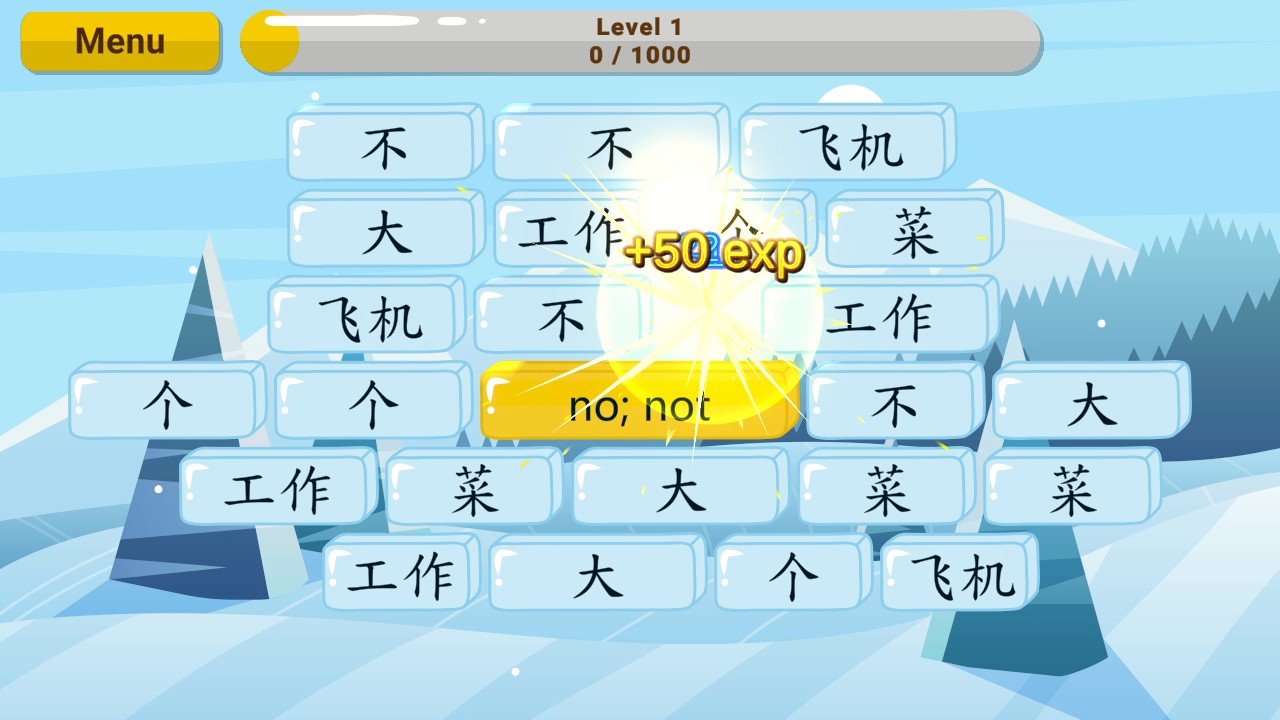 Menu
Level 1
0 / 1000
不 不 飞机
大 工作 个 菜
+50 exp
飞机 不 工作
个 个 no; not 不 大
工作 菜 大 菜 菜
工作 大 个 飞机